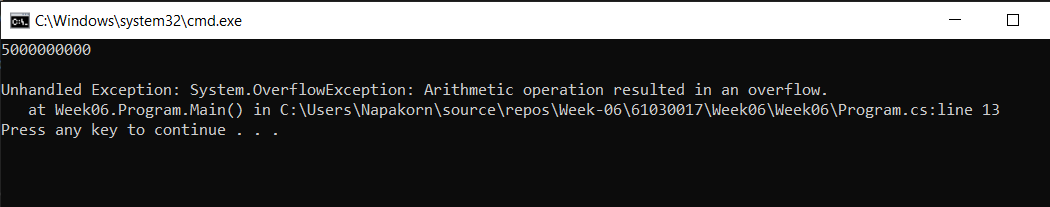 C:\Windows\system32\cmd.exe
5000000000
Unhandled Exception: System.OverflowException: Arithmetic operation resulted in an overflow.
   at Week06.Program.Main() in C:\Users\Napakorn\source\repos\Week-06\61030017\Week06\Week06\Program.cs:line 13
Press any key to continue . . .